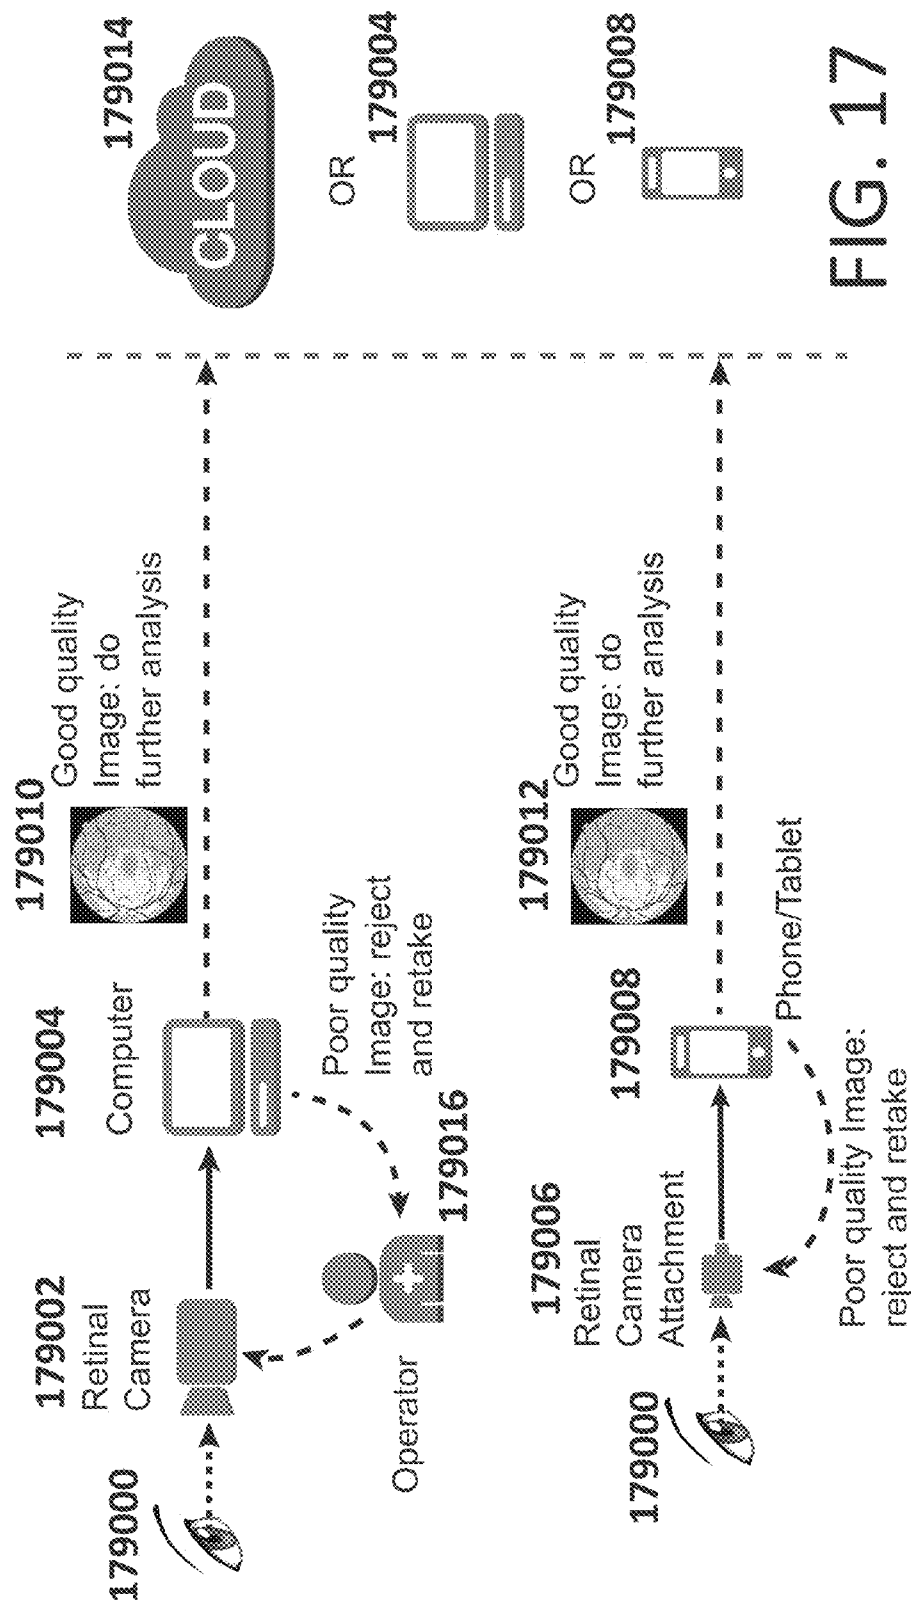 179000
179002
Retinal
Camera
179004
Computer
179010
Good quality
Image: do
further analysis
Operator
179016
Poor quality
Image: reject
and retake
179000
179006
Retinal
Camera
Attachment
179008
Phone/Tablet
179012
Good quality
Image: do
further analysis
Poor quality Image:
reject and retake
179014
CLOUD
OR
179004
OR
179008
FIG. 17